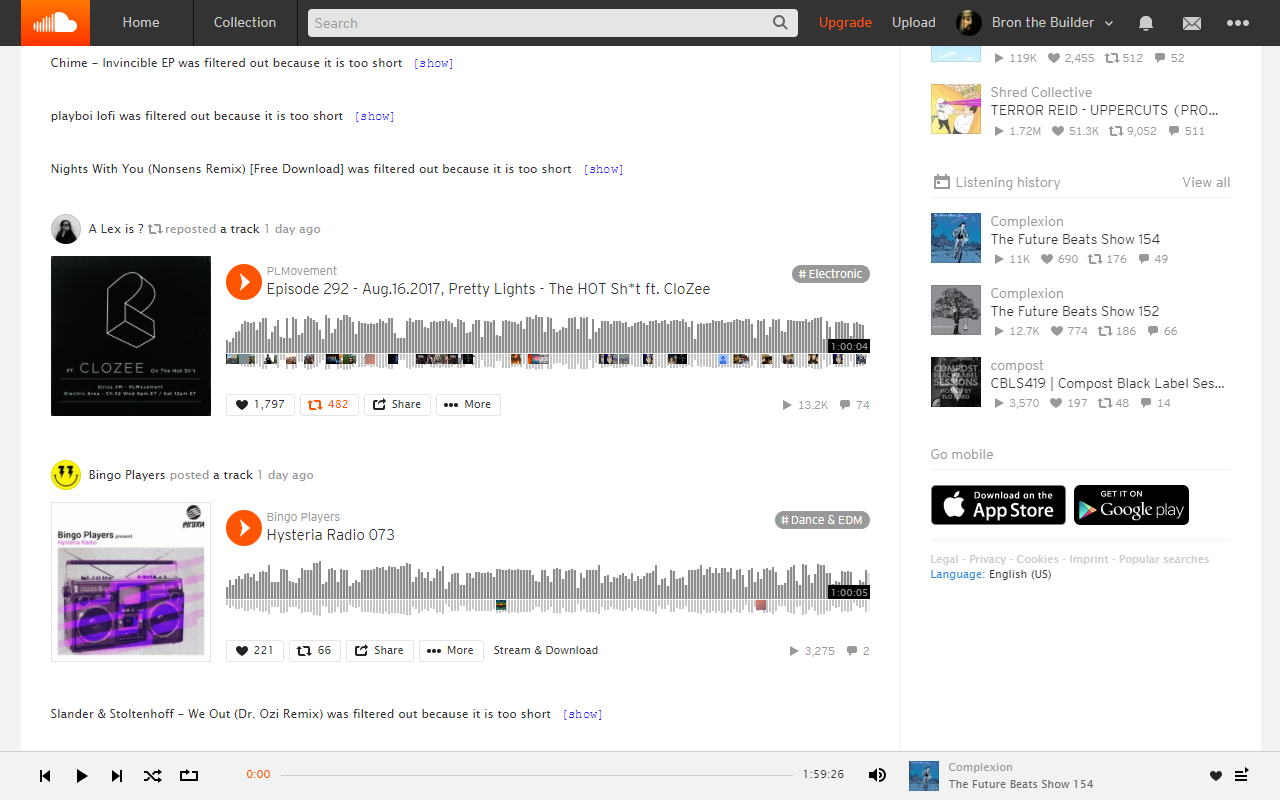 Home
Collection
Search
Upgrade
Upload
Bron the Builder
Chime – Invincible EP was filtered out because it is too short [show]
playboi lofi was filtered out because it is too short [show]
Nights With You (Nonsens Remix) [Free Download] was filtered out because it is too short [show]
A Lex is ? reposted a track 1 day ago
PLMovement
# Electronic
Episode 292 - Aug.16.2017, Pretty Lights - The HOT Sh*t ft. CloZee
1:00:04
FT. CLOZEE On The Hot Sh!t
Sirius XM - PLMovement
Electric Area - Ch.52 Wed 8pm ET / Sat 12am ET
1,797
482
Share
More
13.2K
74
Bingo Players posted a track 1 day ago
Bingo Players present
Hysteria Radio
Bingo Players
# Dance & EDM
Hysteria Radio 073
1:00:05
221
66
Share
More
Stream & Download
3,275
2
Slander & Stoltenhoff – We Out (Dr. Ozi Remix) was filtered out because it is too short [show]
119K 2,455 512 52
Shred Collective
TERROR REID - UPPERCUTS (PRO...
1.72M 51.3K 9,052 511
Listening history
View all
Complexion
The Future Beats Show 154
11K 690 176 49
Complexion
The Future Beats Show 152
12.7K 774 186 66
COMPOST
BLACK LABEL
SESSIONS
HOSTED BY
compost
CBLS419 | Compost Black Label Ses...
3,570 197 48 14
Go mobile
Download on the
App Store
GET IT ON
Google play
Legal - Privacy - Cookies - Imprint - Popular searches
Language: English (US)
0:00
1:59:26
Complexion
The Future Beats Show 154